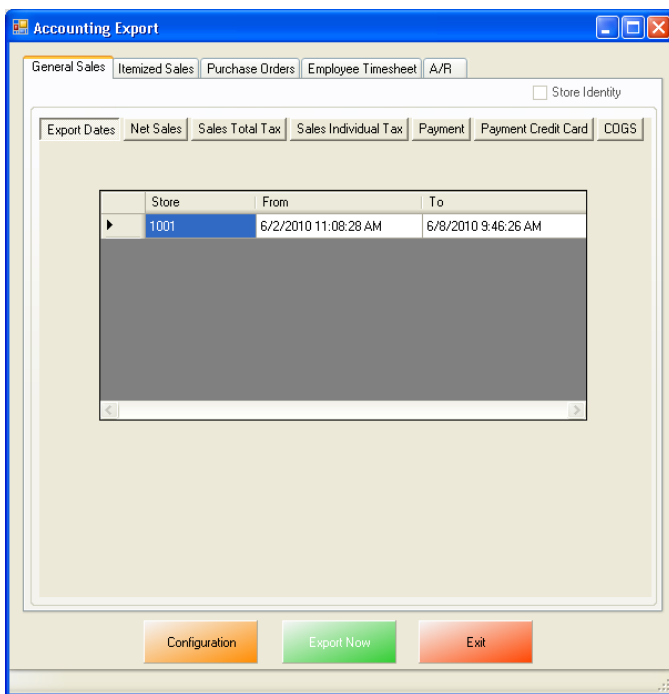 Accounting Export
General Sales Itemized Sales Purchase Orders Employee Timesheet A/R
Store Identity
Export Dates Net Sales Sales Total Tax Sales Individual Tax Payment Payment Credit Card COGS
Store From To
1001 6/2/2010 11:08:28 AM 6/8/2010 9:46:26 AM
Configuration Export Now Exit